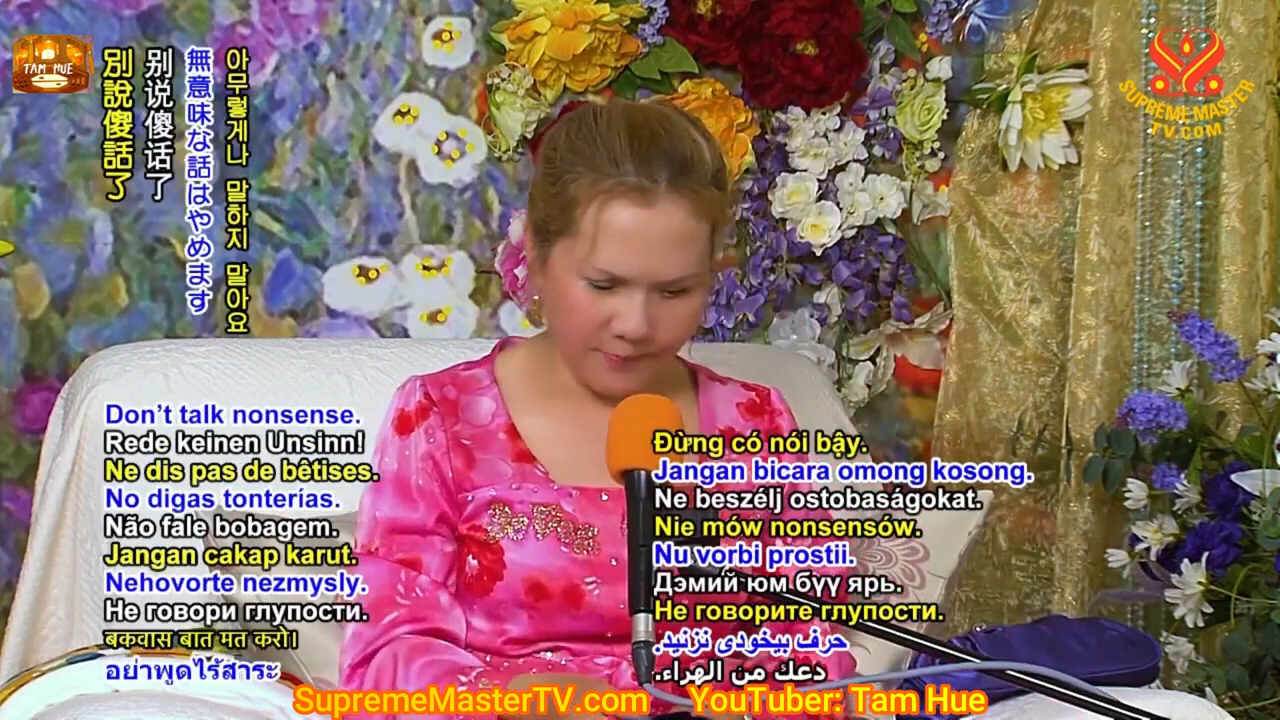 TAM HUE
SUPREME MASTER
TV.COM
아무렇게나 말하지 말아요
無意味な話はやめます
别说傻话了
別說傻話了
Don't talk nonsense.
Rede keinen Unsinn!
Ne dis pas de bêtises.
No digas tonterías.
Não fale bobagem.
Jangan cakap karut.
Nehovorte nezmysly.
Не говори глупости.
बकवास बात मत करो।
อย่าพูดไร้สาระ
Đừng có nói bậy.
Jangan bicara omong kosong.
Ne beszélj ostobaságokat.
Nie mów nonsensów.
Nu vorbi prostii.
Дэмий юм бүү ярь.
Не говорите глупости.
حرف بیخودی نزنید.
دعك من الهراء.
SupremeMasterTV.com YouTuber: Tam Hue